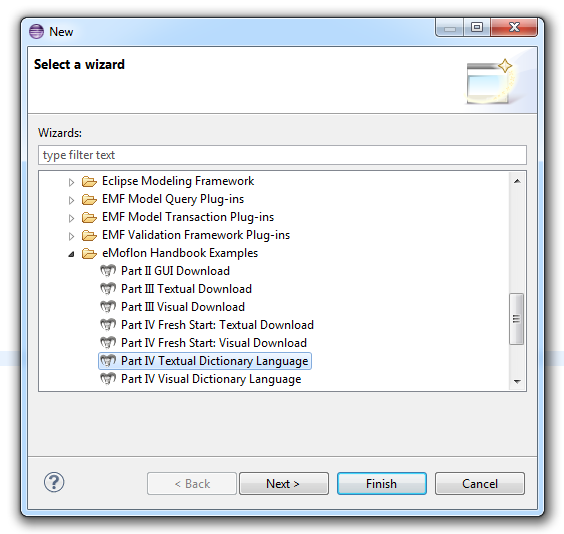 New
Select a wizard
Wizards:
type filter text
Eclipse Modeling Framework
EMF Model Query Plug-ins
EMF Model Transaction Plug-ins
EMF Validation Framework Plug-ins
eMoflon Handbook Examples
Part II GUI Download
Part III Textual Download
Part III Visual Download
Part IV Fresh Start: Textual Download
Part IV Fresh Start: Visual Download
Part IV Textual Dictionary Language
Part IV Visual Dictionary Language
?
< Back
Next >
Finish
Cancel